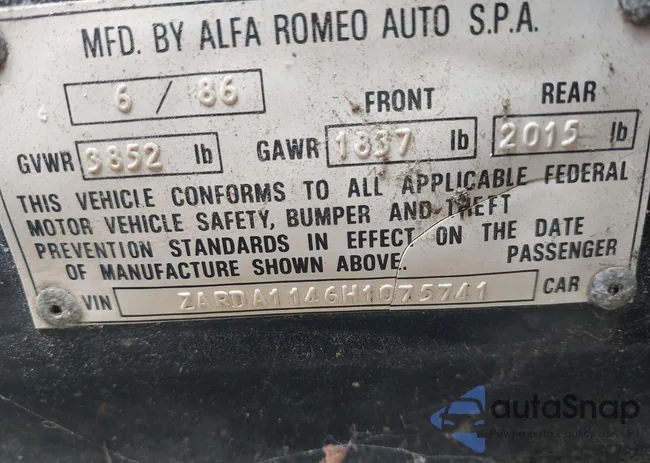 MFD. BY ALFA ROMEO AUTO S.P.A.
6 / 86 FRONT REAR
GVWR 3852 lb GAWR 1837 lb 2015 lb
THIS VEHICLE CONFORMS TO ALL APPLICABLE FEDERAL
MOTOR VEHICLE SAFETY, BUMPER AND THEFT
PREVENTION STANDARDS IN EFFECT ON THE DATE
OF MANUFACTURE SHOWN ABOVE. PASSENGER
VIN ZARDA1146H1075741 CAR
autaSnap